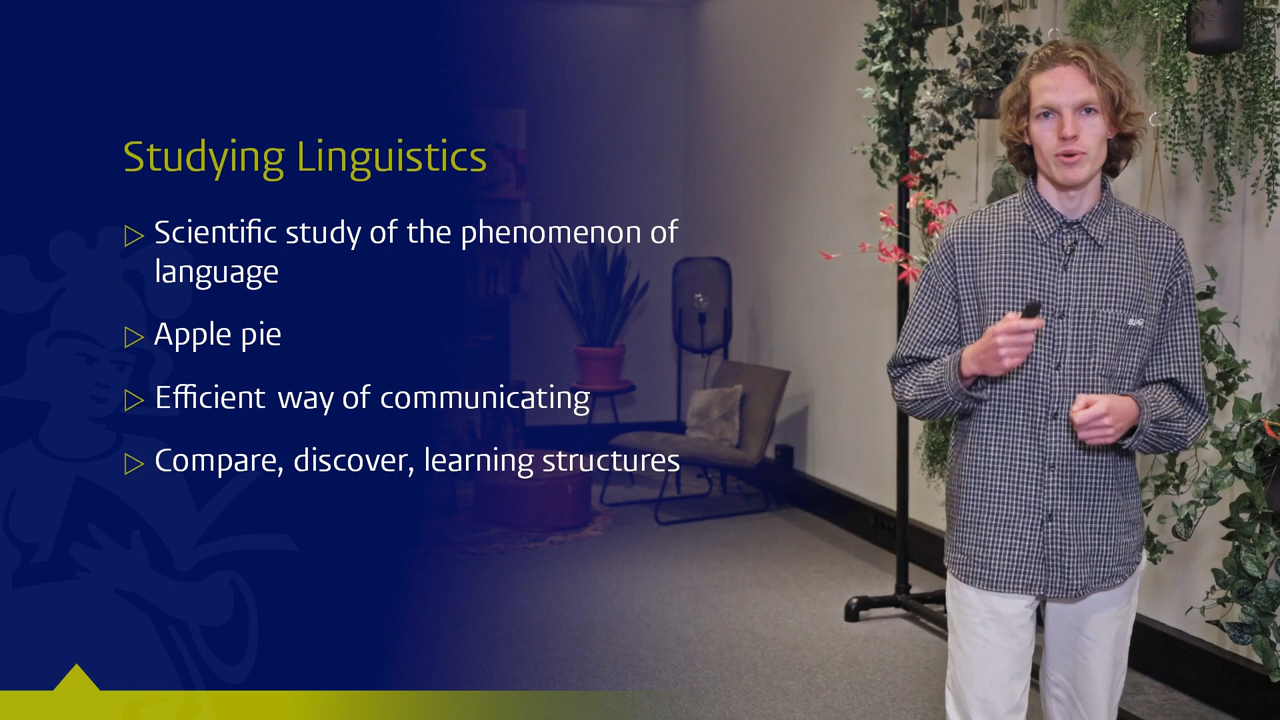 Studying Linguistics
Scientific study of the phenomenon of
language
Apple pie
Efficient way of communicating
Compare, discover, learning structures